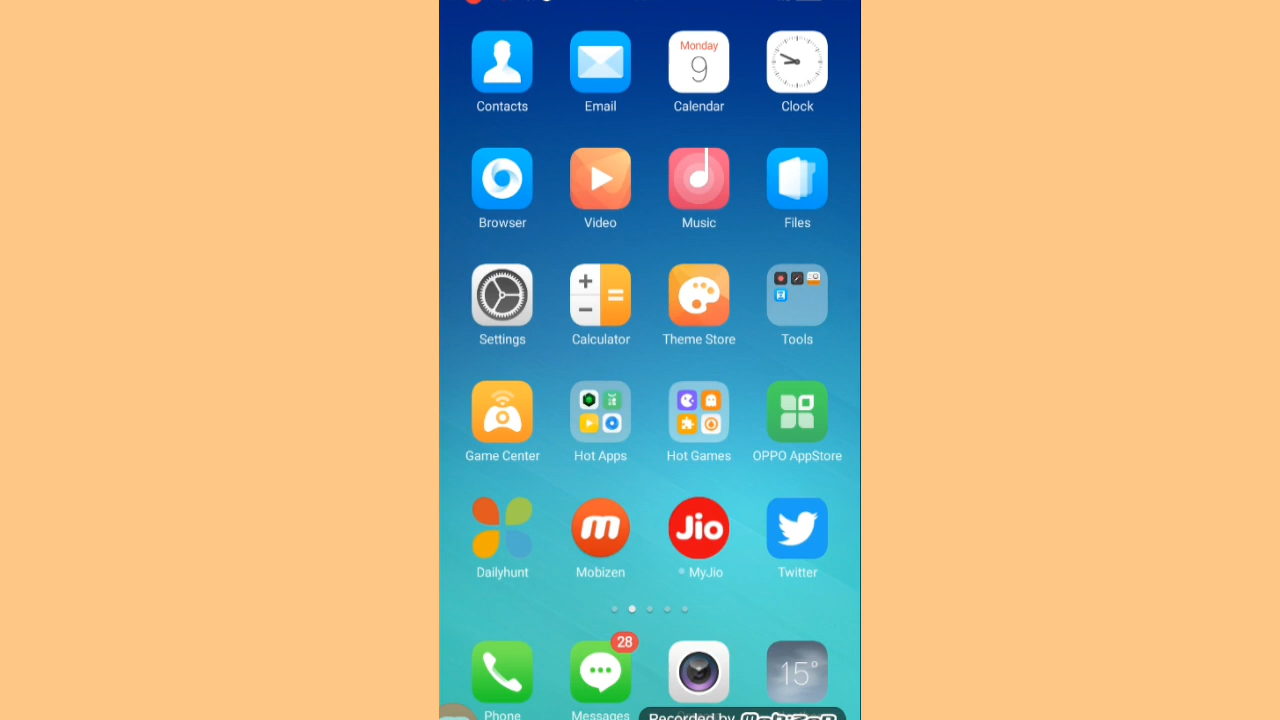 Monday
9
Contacts
Email
Calendar
Clock
Browser
Video
Music
Files
Settings
Calculator
Theme Store
Tools
Game Center
Hot Apps
Hot Games
OPPO AppStore
m
Jio
Dailyhunt
Mobizen
MyJio
Twitter
28
15°
Phone
Messages
Recorded by